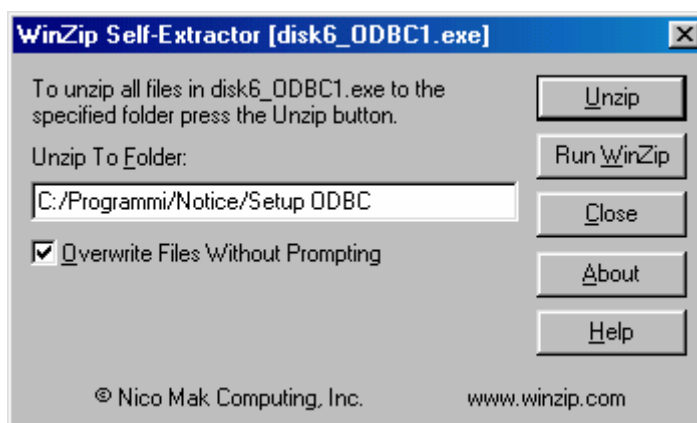 WinZip Self-Extractor [disk6_ODBC1.exe]
To unzip all files in disk6_ODBC1.exe to the
specified folder press the Unzip button.
Unzip To Folder:
C:/Programmi/Notice/Setup ODBC
Overwrite Files Without Prompting
Unzip
Run WinZip
Close
About
Help
© Nico Mak Computing, Inc.
www.winzip.com